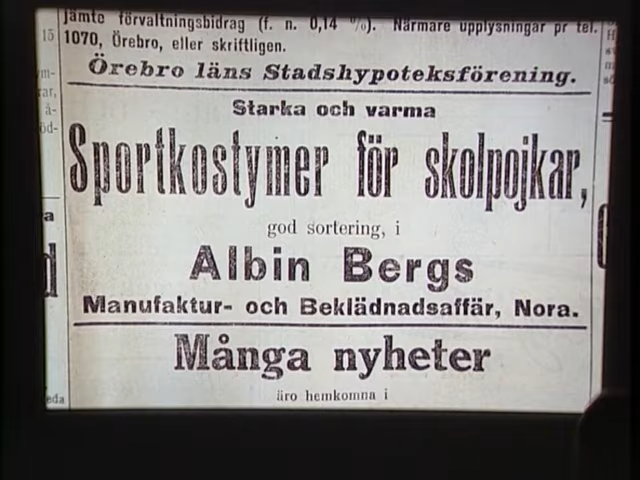 jämte förvaltningsbidrag (f. n. 0,14 %). Närmare upplysningar pr tel.
1070, Örebro, eller skriftligen.
Örebro läns Stadshypoteksförening.
Starka och varma
Sportkostymer för skolpojkar,
god sortering, i
Albin Bergs
Manufaktur- och Beklädnadsaffär, Nora.
Många nyheter
äro hemkomna i
15